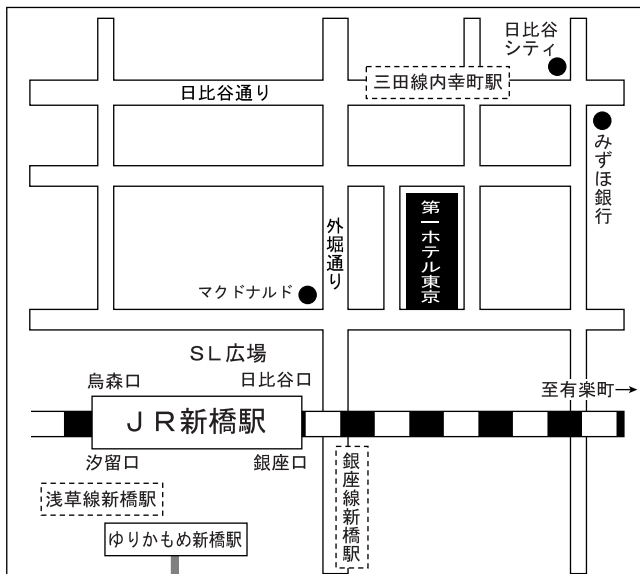 日比谷
シティ
三田線内幸町駅
日比谷通り
みずほ銀行
第一ホテル東京
外堀通り
マクドナルド
SL広場
烏森口
日比谷口
至有楽町→
JR新橋駅
汐留口
銀座口
銀座線新橋駅
浅草線新橋駅
ゆりかもめ新橋駅